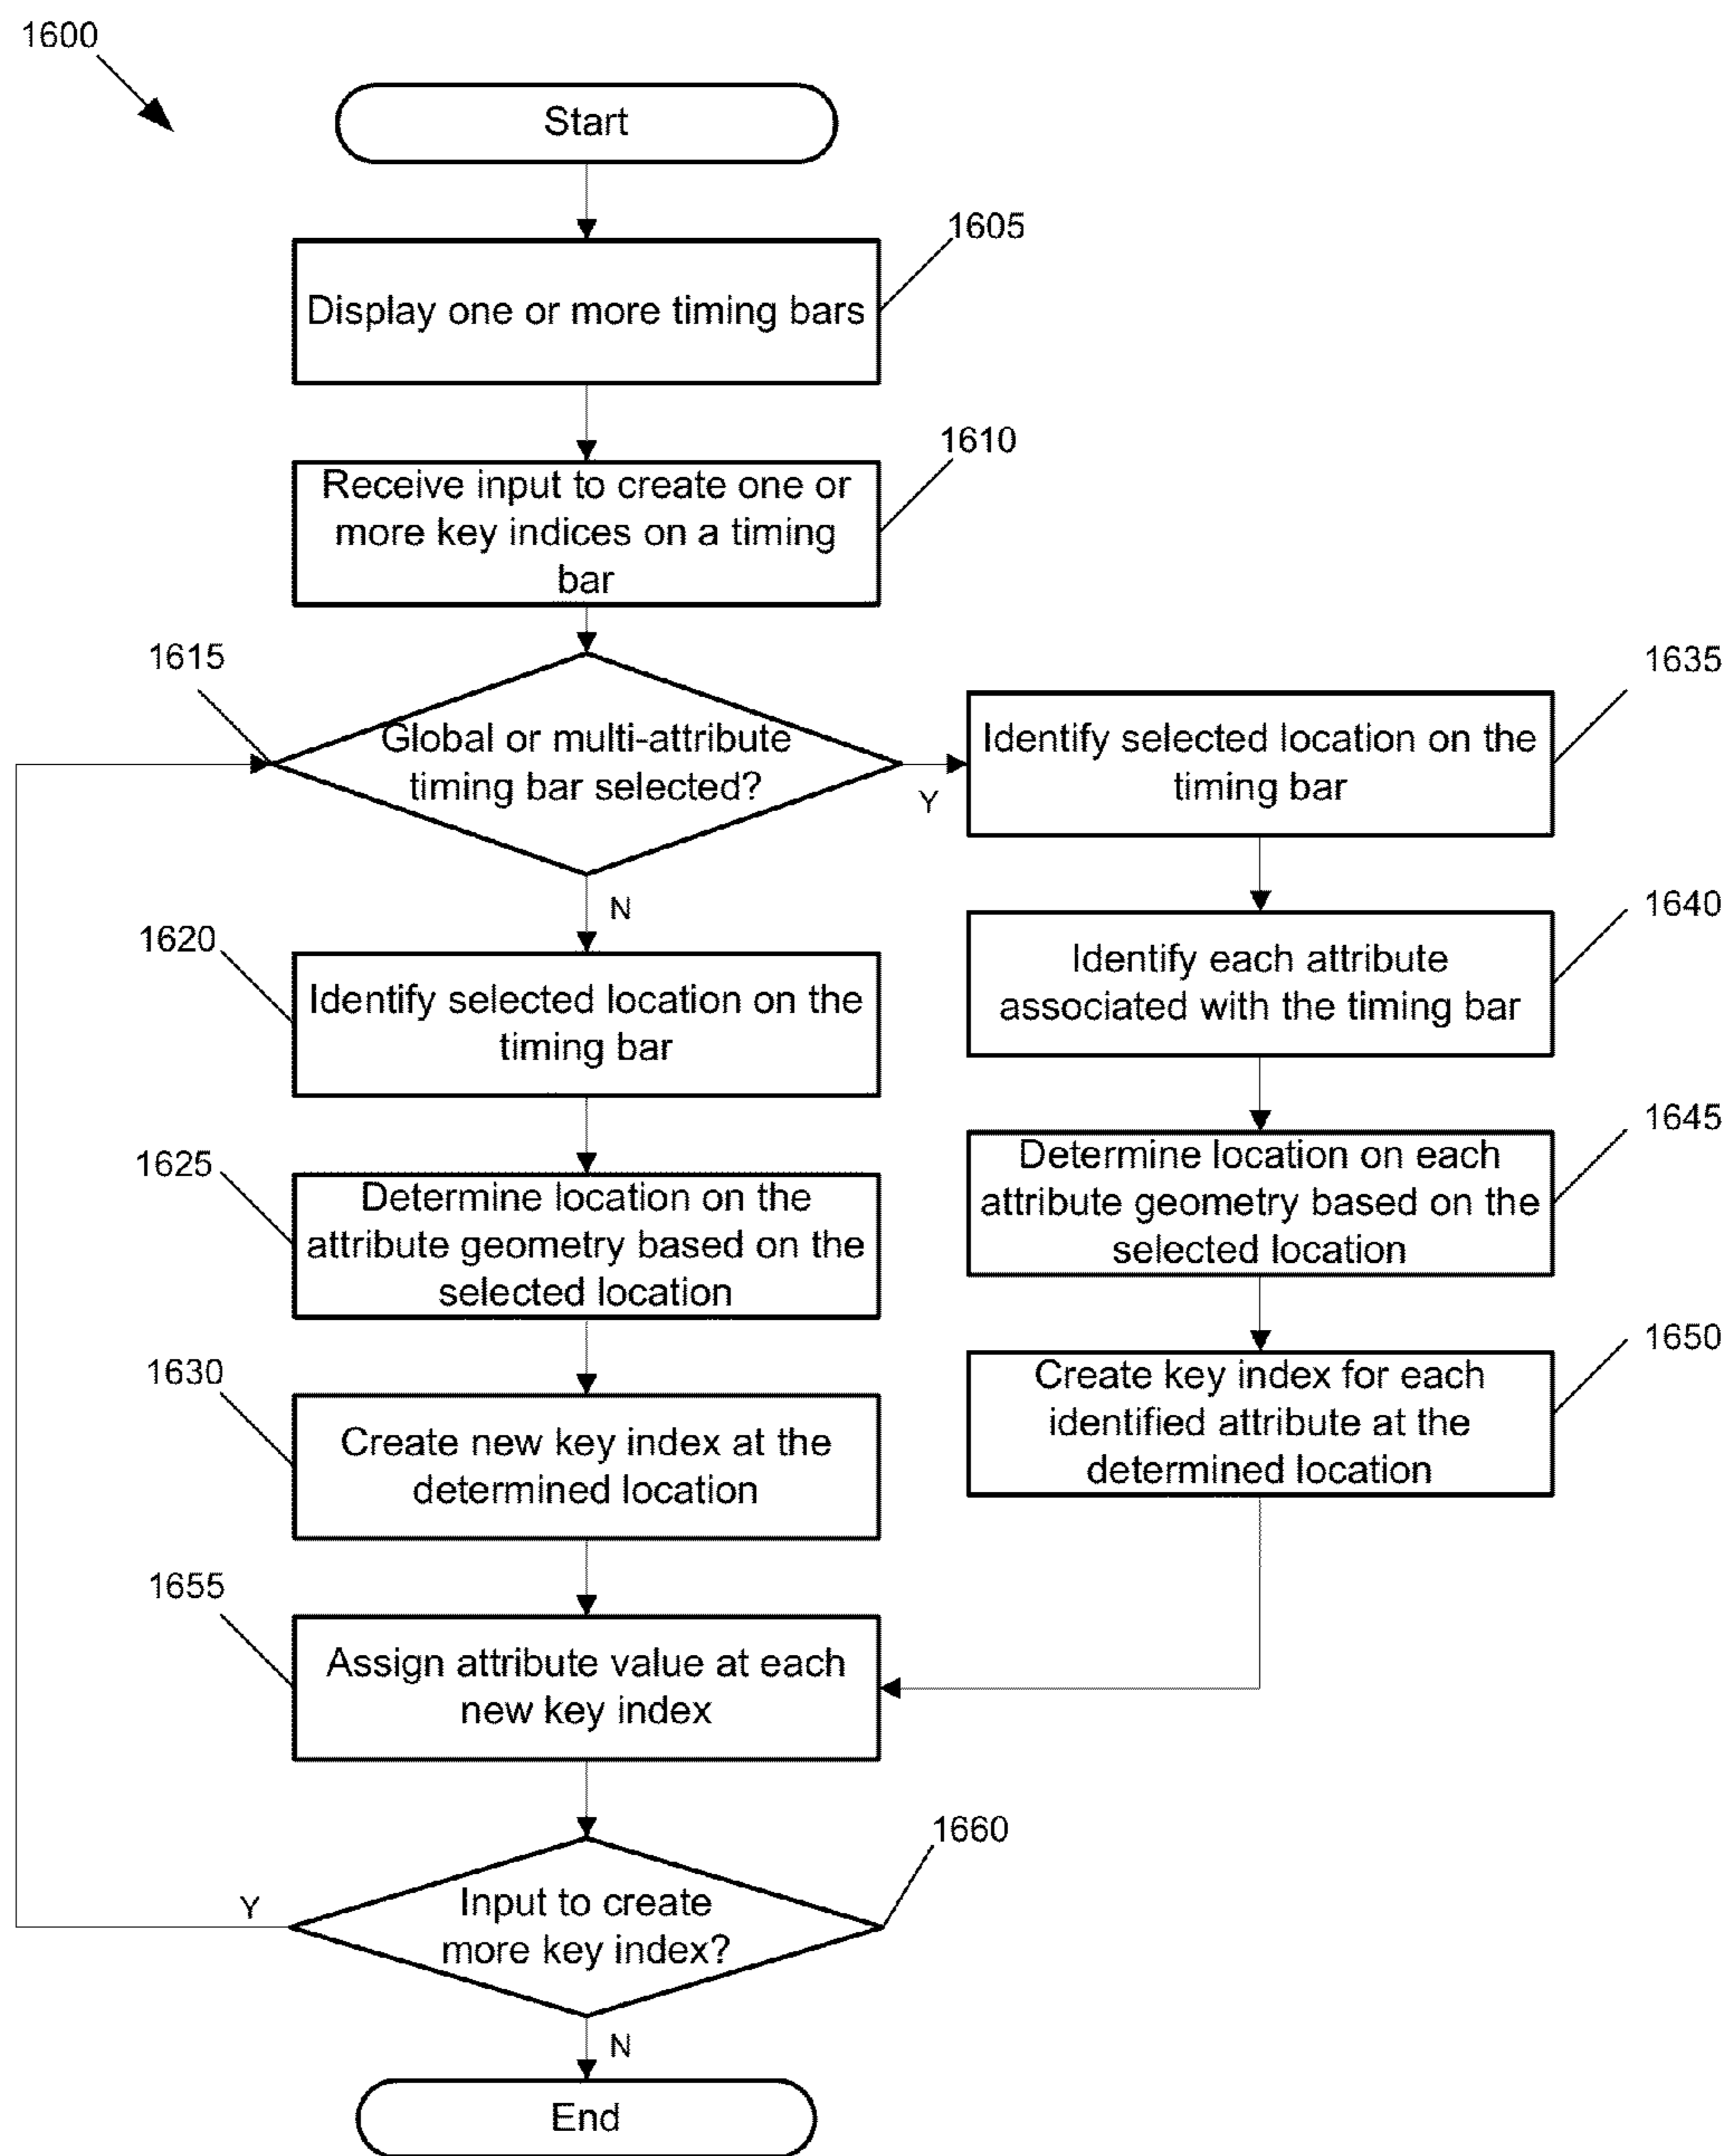 1600
Start
1605
Display one or more timing bars
1610
Receive input to create one or
more key indices on a timing
bar
1615
Global or multi-attribute
timing bar selected?
Y
N
1620
Identify selected location on the
timing bar
1625
Determine location on the
attribute geometry based on the
selected location
1630
Create new key index at the
determined location
1635
Identify selected location on the
timing bar
1640
Identify each attribute
associated with the timing bar
1645
Determine location on each
attribute geometry based on the
selected location
1650
Create key index for each
identified attribute at the
determined location
1655
Assign attribute value at each
new key index
1660
Input to create
more key index?
Y
N
End